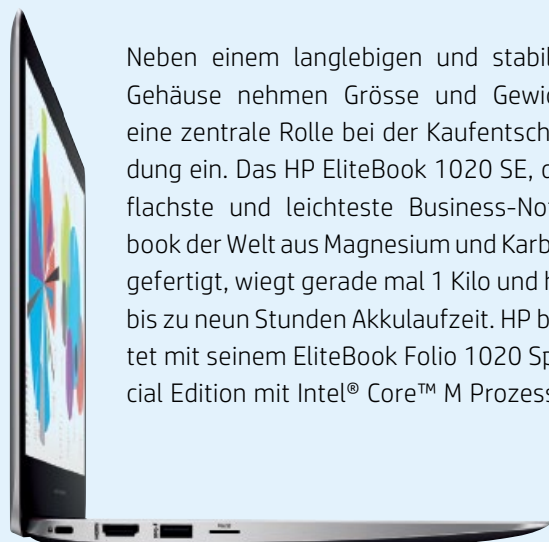 Neben einem langlebigen und stabil
Gehäuse nehmen Grösse und Gewic
eine zentrale Rolle bei der Kaufentsch
dung ein. Das HP EliteBook 1020 SE, d
flachste und leichteste Business-Not
book der Welt aus Magnesium und Karb
gefertigt, wiegt gerade mal 1 Kilo und h
bis zu neun Stunden Akkulaufzeit. HP b
tet mit seinem EliteBook Folio 1020 Sp
cial Edition mit Intel® Core™ M Prozess